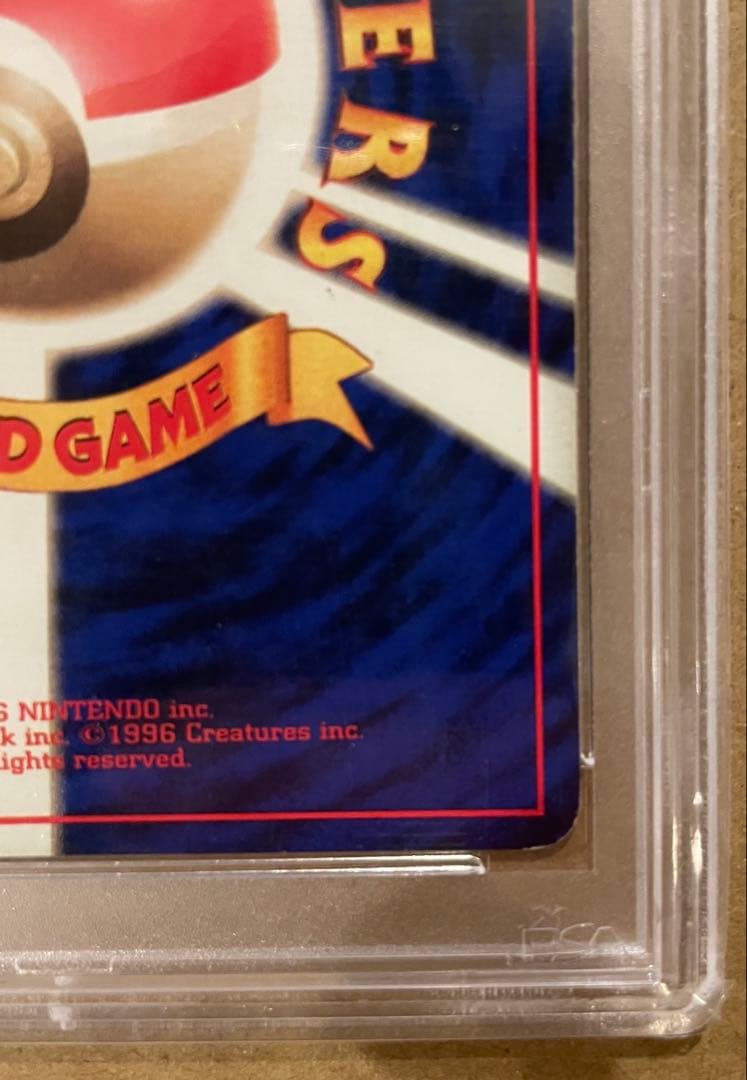 ERS
D GAME
6 NINTENDO inc.
k inc. ©1996 Creatures inc.
ights reserved.
PSA